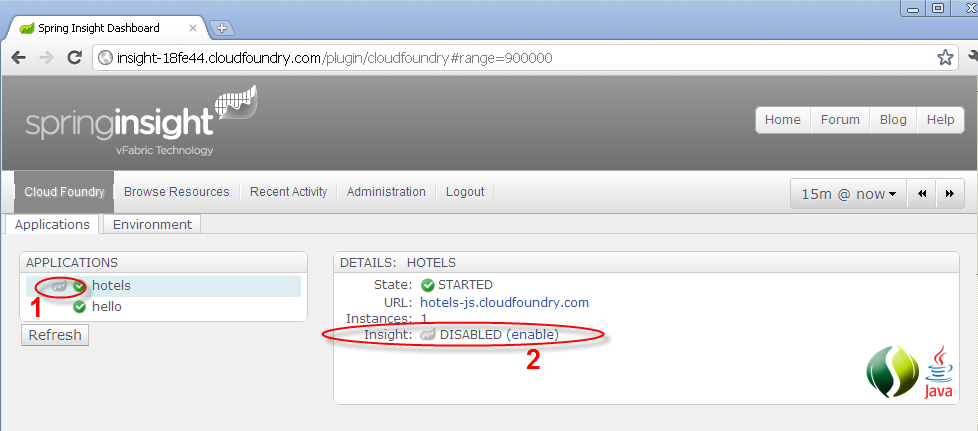 Spring Insight Dashboard
insight-18fe44.cloudfoundry.com/plugin/cloudfoundry#range=900000
springinsight
vFabric Technology
Home Forum Blog Help
Cloud Foundry Browse Resources Recent Activity Administration Logout 15m @ now
Applications Environment
APPLICATIONS
hotels
1
hello
Refresh
DETAILS: HOTELS
State: STARTED
URL: hotels-js.cloudfoundry.com
Instances: 1
Insight: DISABLED (enable)
2
Java